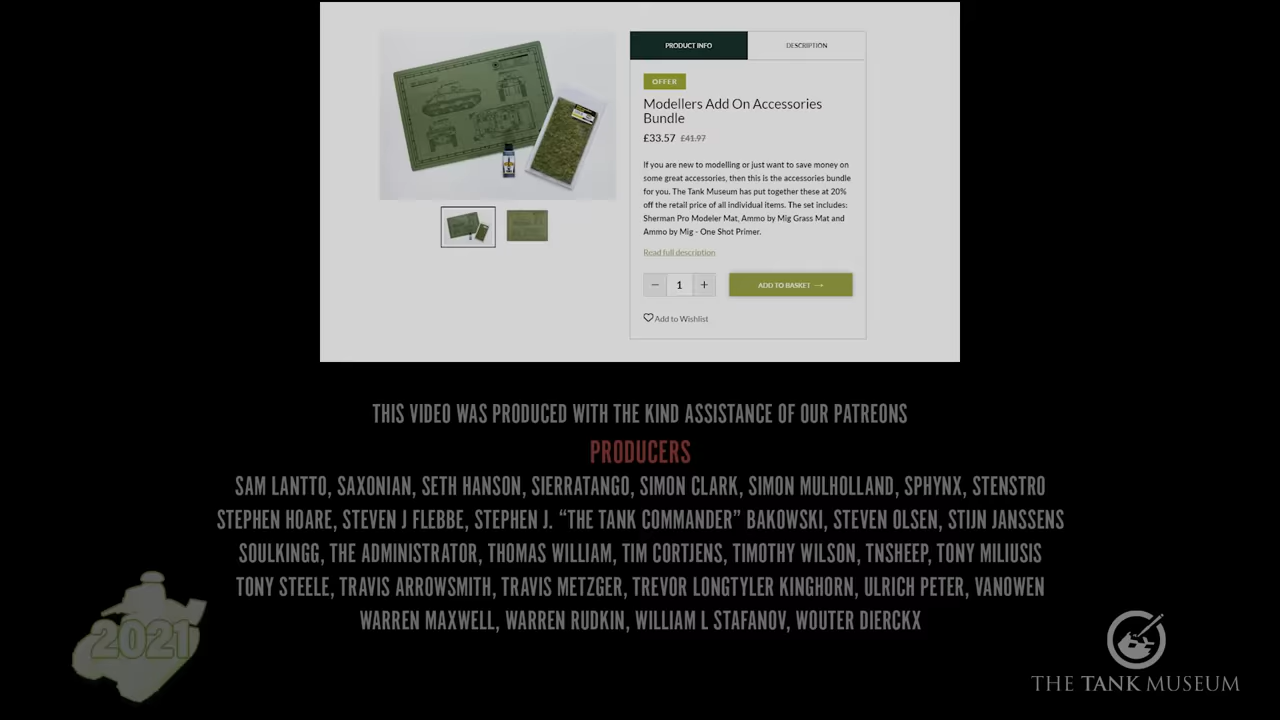 PRODUCT INFO
DESCRIPTION
OFFER
Modellers Add On Accessories
Bundle
£33.57 £41.97
If you are new to modelling or just want to save money on
some great accessories, then this is the accessories bundle
for you. The Tank Museum has put together these at 20%
off the retail price of all individual items. The set includes:
Sherman Pro Modeler Mat, Ammo by Mig Grass Mat and
Ammo by Mig - One Shot Primer.
Read full description
− 1 +
ADD TO BASKET →
Add to Wishlist
THIS VIDEO WAS PRODUCED WITH THE KIND ASSISTANCE OF OUR PATREONS
PRODUCERS
SAM LANTTO, SAXONIAN, SETH HANSON, SIERRATANGO, SIMON CLARK, SIMON MULHOLLAND, SPHYNX, STENSTRO
STEPHEN HOARE, STEVEN J FLEBBE, STEPHEN J. “THE TANK COMMANDER” BAKOWSKI, STEVEN OLSEN, STIJN JANSSENS
SOULKINGG, THE ADMINISTRATOR, THOMAS WILLIAM, TIM CORTJENS, TIMOTHY WILSON, TNSHEEP, TONY MILIUSIS
TONY STEELE, TRAVIS ARROWSMITH, TRAVIS METZGER, TREVOR LONGTYLER KINGHORN, ULRICH PETER, VANOWEN
WARREN MAXWELL, WARREN RUDKIN, WILLIAM L STAFANOV, WOUTER DIERCKX
2021
THE TANK MUSEUM